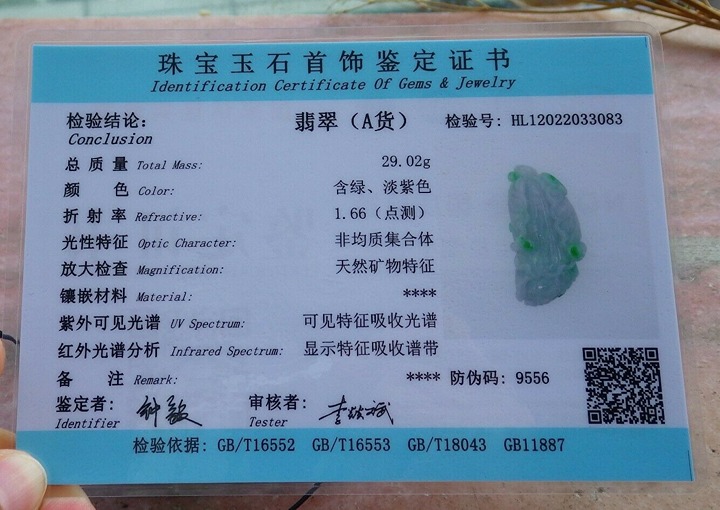 珠宝玉石首饰鉴定证书
Identification Certificate Of Gems & Jewelry
检验结论: 翡翠（A货） 检验号: HL12022033083
Conclusion
总质量 Total Mass: 29.02g
颜色 Color: 含绿、淡紫色
折射率 Refractive: 1.66（点测）
光性特征 Optic Character: 非均质集合体
放大检查 Magnification: 天然矿物特征
镶嵌材料 Material: ****
紫外可见光谱 UV Spectrum: 可见特征吸收光谱
红外光谱分析 Infrared Spectrum: 显示特征吸收谱带
备注 Remark: **** 防伪码: 9556
鉴定者: 审核者:
Identifier Tester
检验依据: GB/T16552 GB/T16553 GB/T18043 GB11887